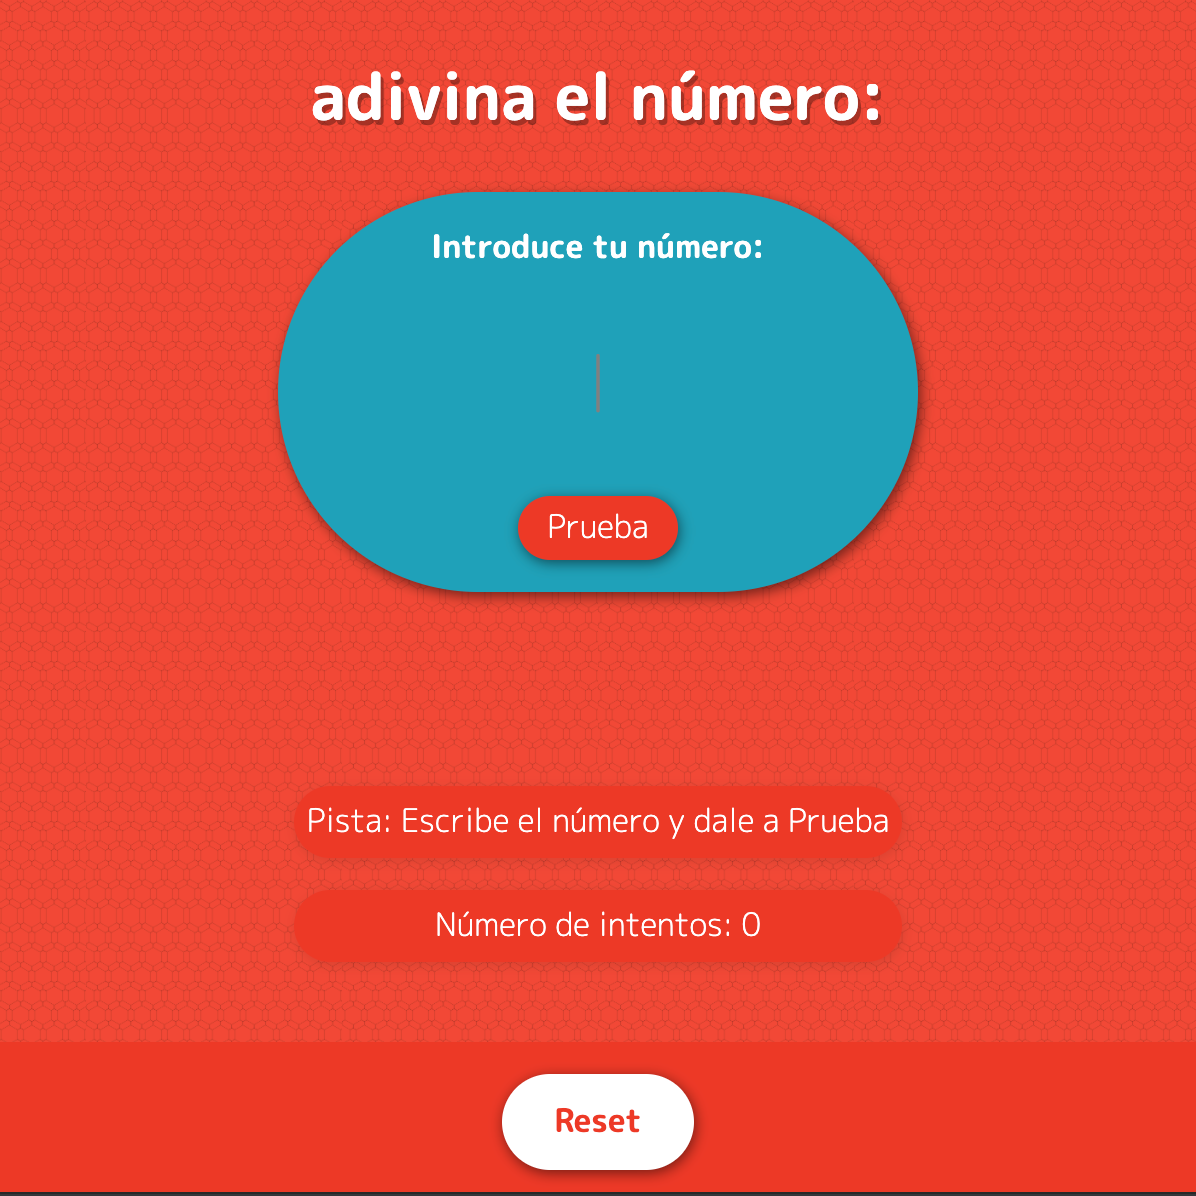 adivina el número:
Introduce tu número:
Prueba
Pista: Escribe el número y dale a Prueba
Número de intentos: 0
Reset